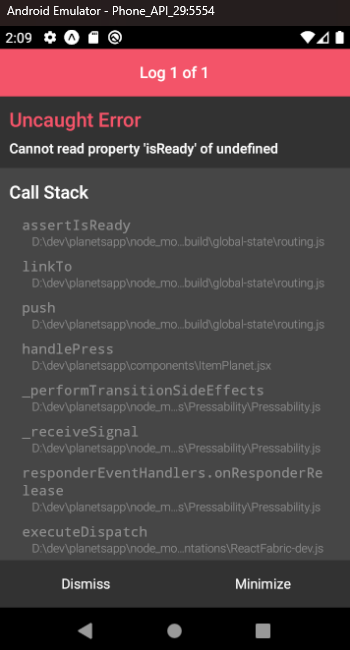 Android Emulator - Phone_API_29:5554
2:09
Log 1 of 1
Uncaught Error
Cannot read property 'isReady' of undefined
Call Stack
assertIsReady
D:\dev\planetsapp\node_mo...build\global-state\routing.js
linkTo
D:\dev\planetsapp\node_mo...build\global-state\routing.js
push
D:\dev\planetsapp\node_mo...build\global-state\routing.js
handlePress
D:\dev\planetsapp\components\ItemPlanet.jsx
_performTransitionSideEffects
D:\dev\planetsapp\node_m...s\Pressability\Pressability.js
_receiveSignal
D:\dev\planetsapp\node_m...s\Pressability\Pressability.js
responderEventHandlers.onResponderRe
lease
D:\dev\planetsapp\node_m...s\Pressability\Pressability.js
executeDispatch
D:\dev\planetsapp\node_mo...ntations\ReactFabric-dev.js
Dismiss
Minimize